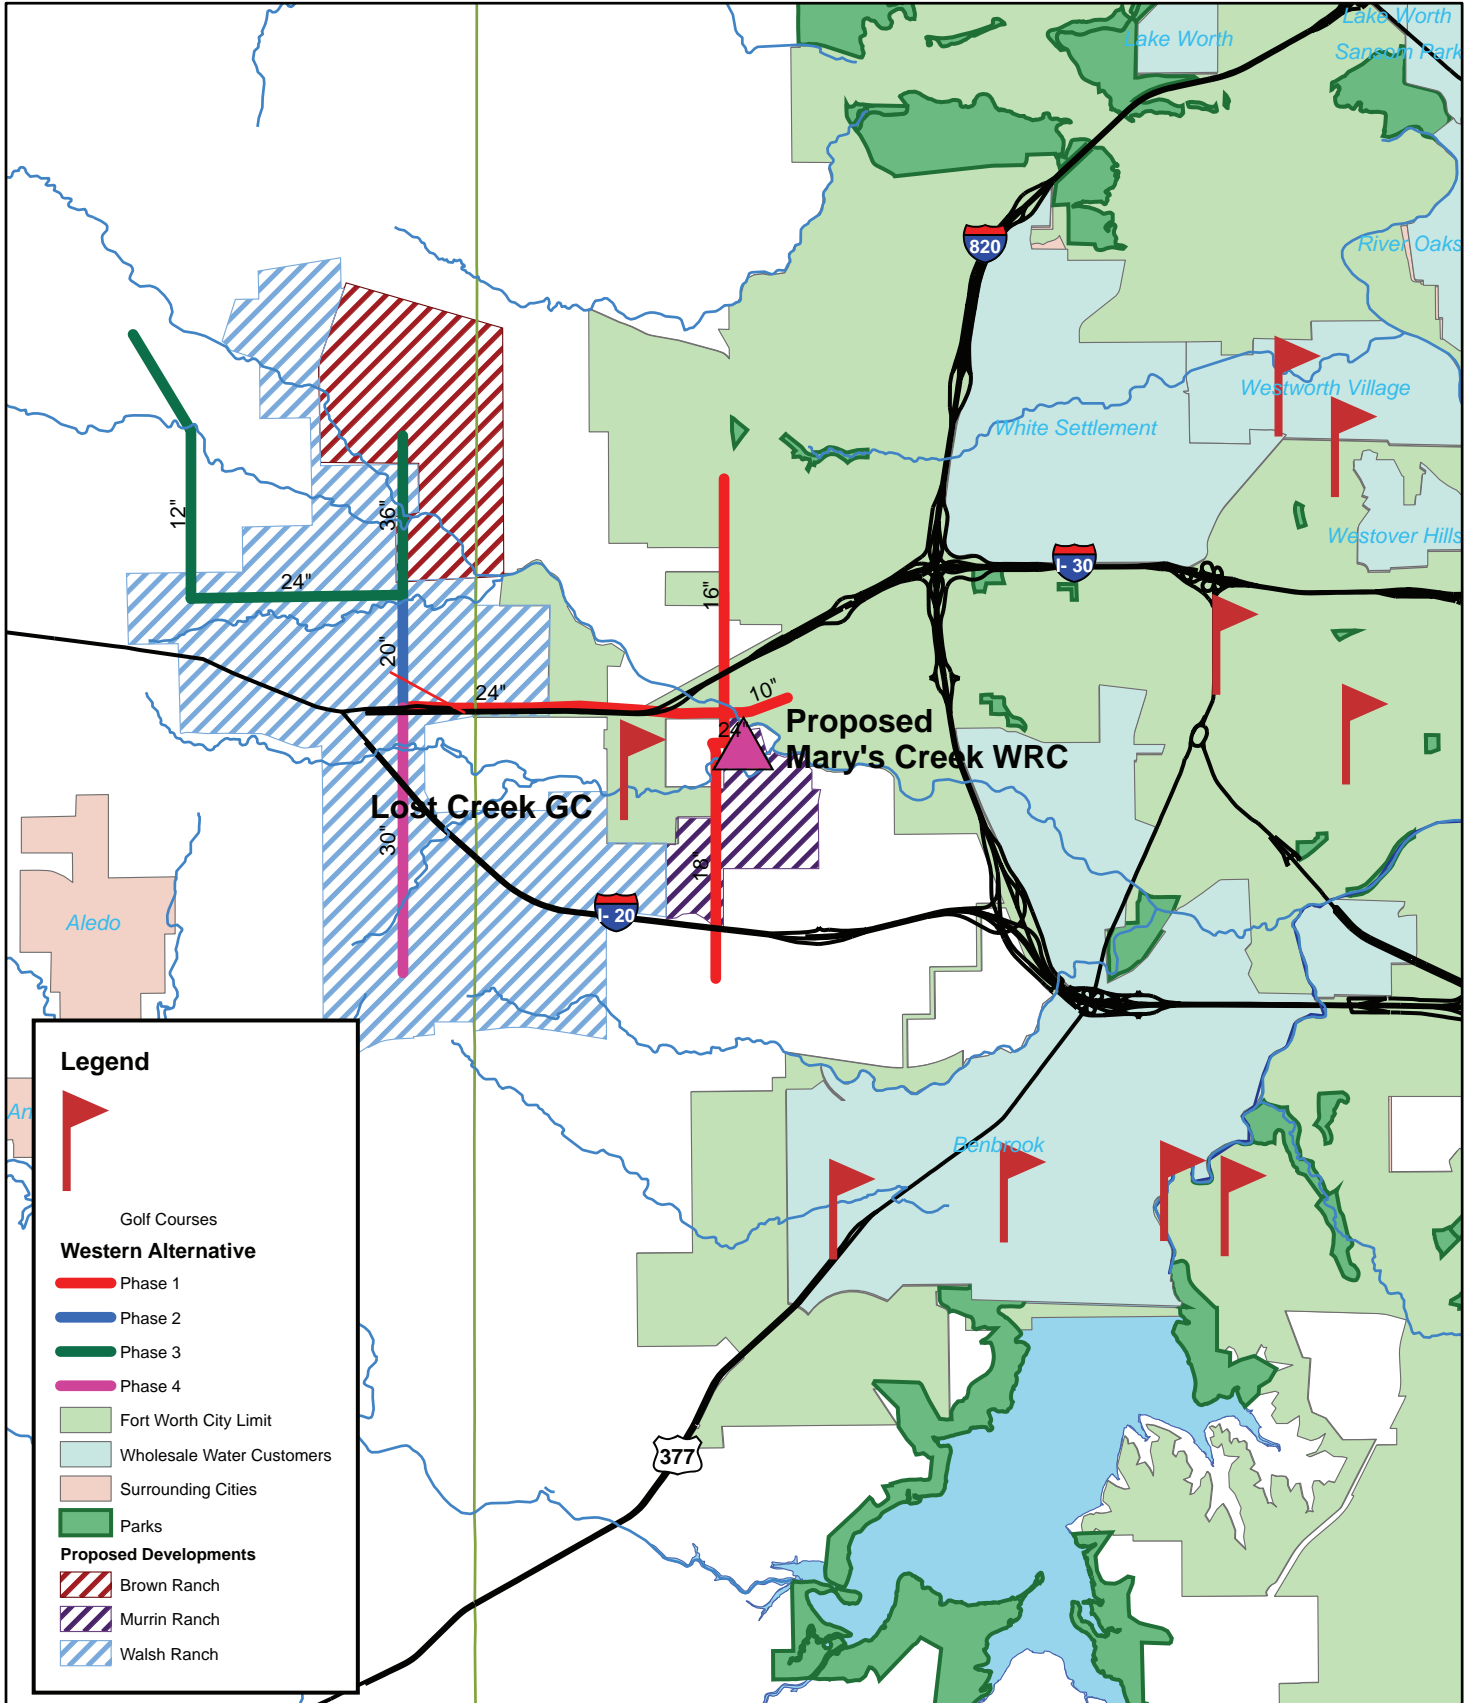 Lake Worth
Lake Worth
Sansom Park
820
River Oaks
Westworth Village
White Settlement
Westover Hills
I- 30
12"
36"
24"
16"
20"
24"
10"
24"
Proposed
Mary's Creek WRC
Lost Creek GC
30"
18"
I- 20
Aledo
An
Benbrook
377
Legend
Golf Courses
Western Alternative
Phase 1
Phase 2
Phase 3
Phase 4
Fort Worth City Limit
Wholesale Water Customers
Surrounding Cities
Parks
Proposed Developments
Brown Ranch
Murrin Ranch
Walsh Ranch